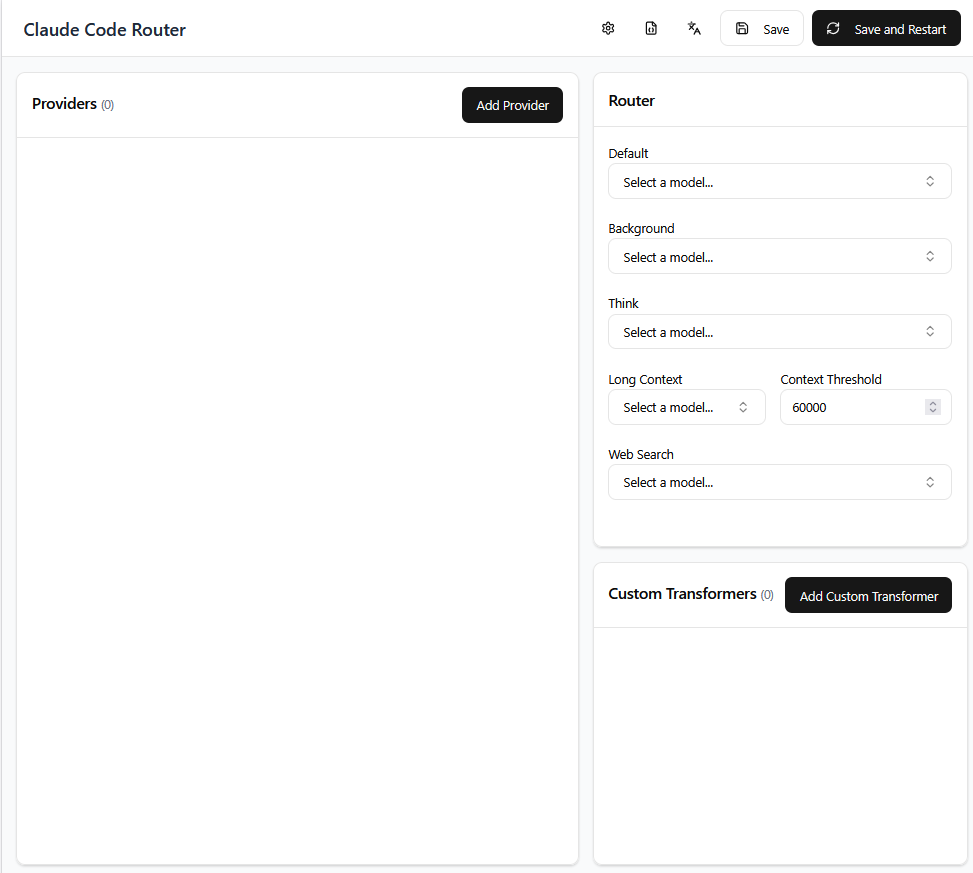 Claude Code Router
Save
Save and Restart
Providers (0)
Add Provider
Router
Default
Select a model...
Background
Select a model...
Think
Select a model...
Long Context
Context Threshold
Select a model...
60000
Web Search
Select a model...
Custom Transformers (0)
Add Custom Transformer